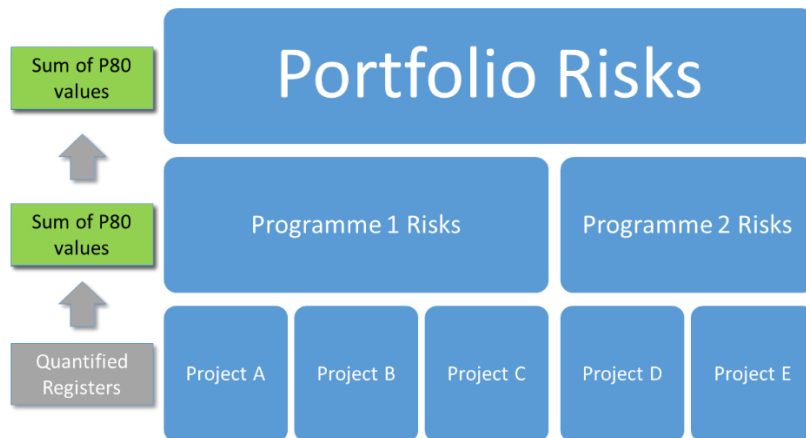 Sum of P80
values
Portfolio Risks
Sum of P80
values
Programme 1 Risks
Programme 2 Risks
Quantified
Registers
Project A
Project B
Project C
Project D
Project E